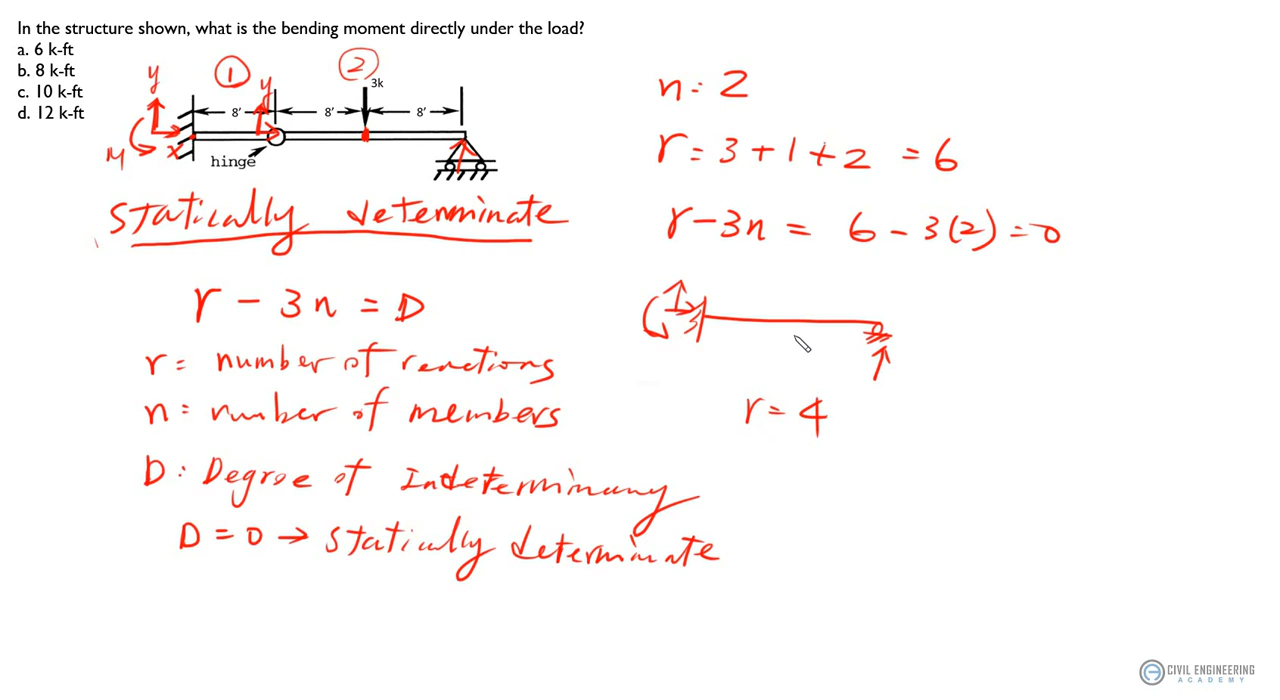 In the structure shown, what is the bending moment directly under the load?
a. 6 k-ft
b. 8 k-ft
c. 10 k-ft
d. 12 k-ft
1
2
y
y
3k
8'
8'
8'
M
x
hinge
statically determinate
r - 3n = D
r = number of reactions
n = number of members
D : Degree of Indeterminany
D = 0 → statically determinate
n = 2
r = 3 + 1 + 2 = 6
r - 3n = 6 - 3(2) = 0
r = 4
CIVIL ENGINEERING
ACADEMY